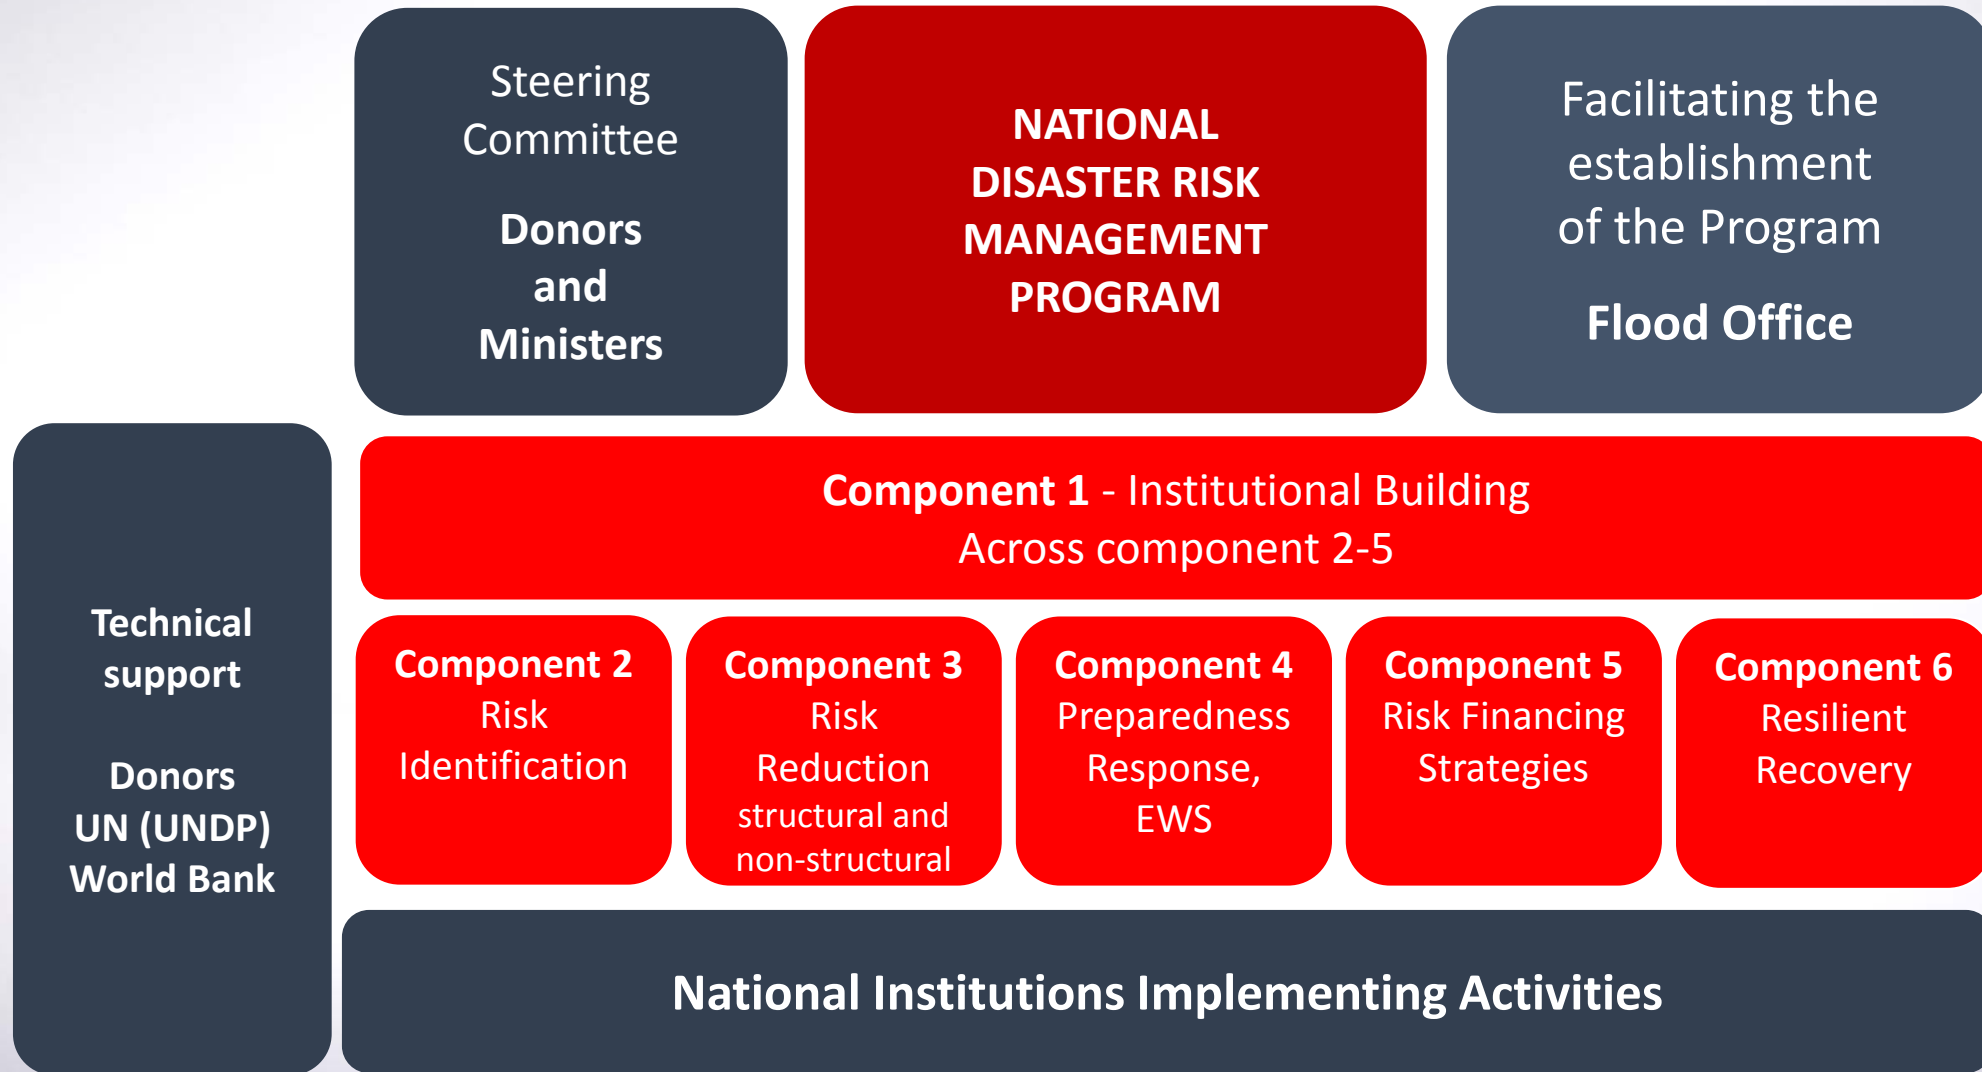 Steering
Committee
Donors
and
Ministers
NATIONAL
DISASTER RISK
MANAGEMENT
PROGRAM
Facilitating the
establishment
of the Program
Flood Office
Technical
support
Donors
UN (UNDP)
World Bank
Component 1 - Institutional Building
Across component 2-5
Component 2
Risk
Identification
Component 3
Risk
Reduction
structural and
non-structural
Component 4
Preparedness
Response,
EWS
Component 5
Risk Financing
Strategies
Component 6
Resilient
Recovery
National Institutions Implementing Activities